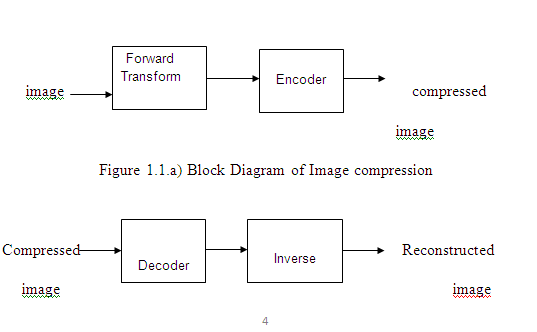 Forward
Transform
Encoder
image
compressed
image
Figure 1.1.a) Block Diagram of Image compression
Compressed
Decoder
Inverse
Reconstructed
image
image
4